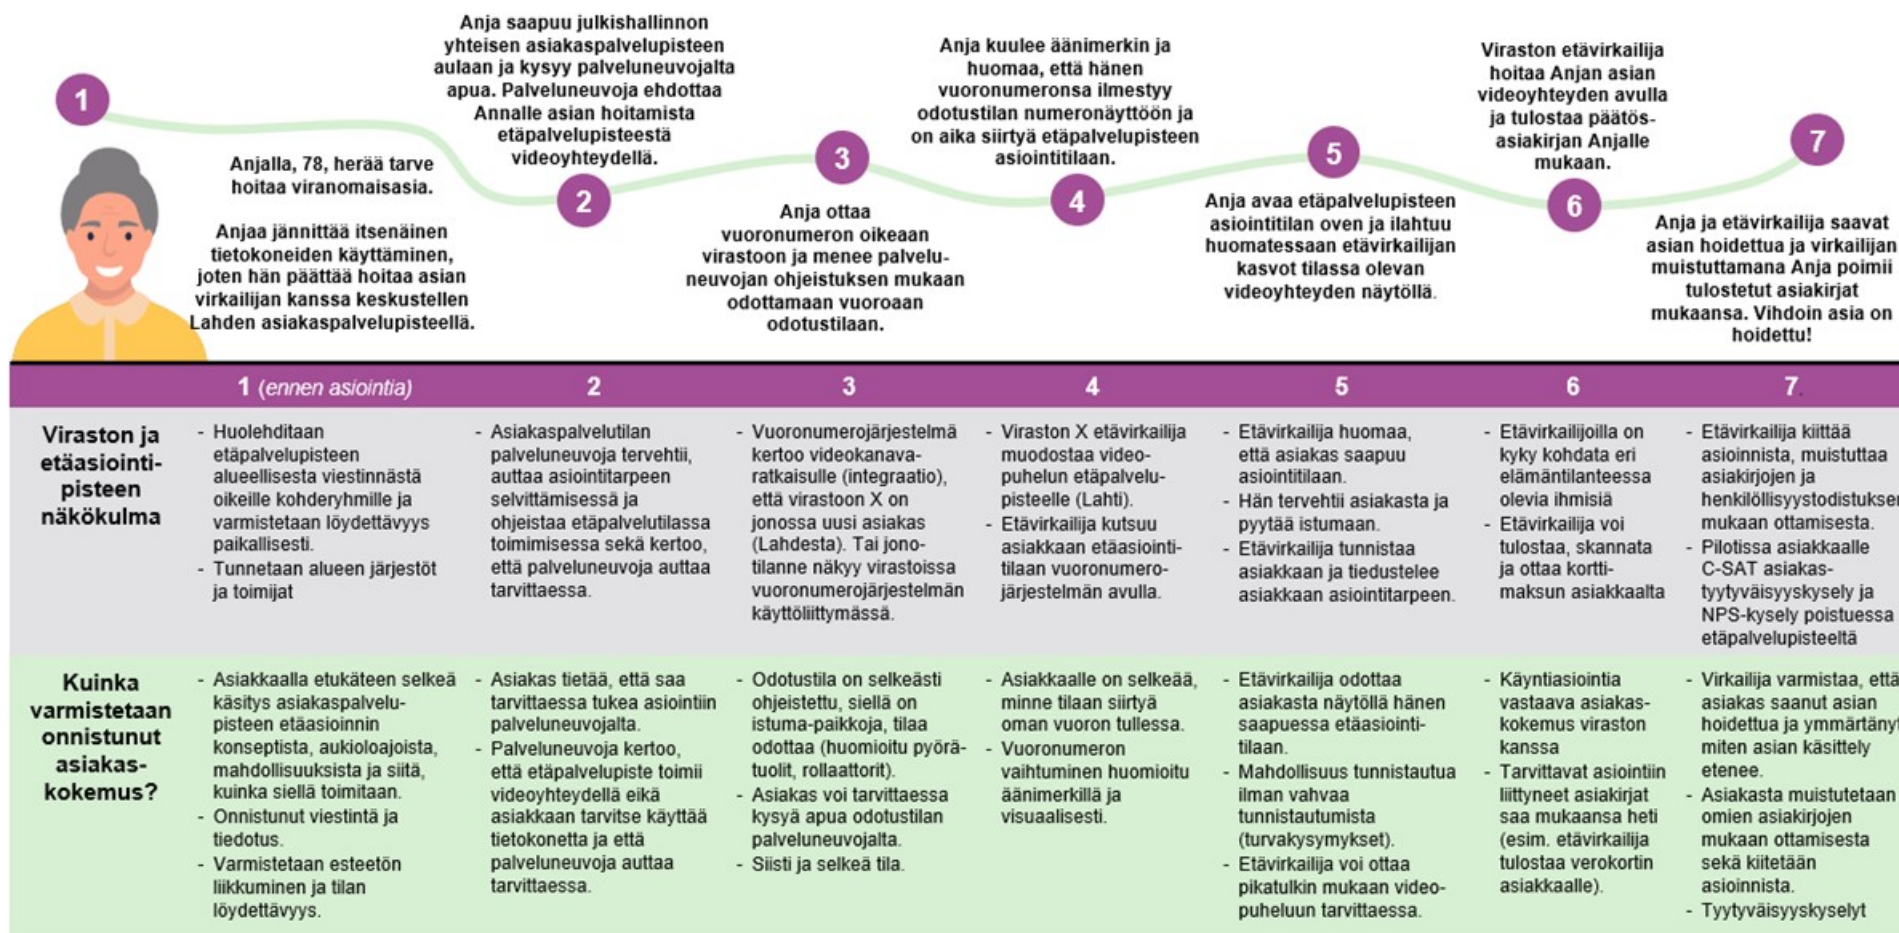 1
Anjalla, 78, herää tarve
hoitaa viranomaisasia.
Anjaa jännittää itsenäinen
tietokoneiden käyttäminen,
joten hän päättää hoitaa asian
virkailijan kanssa keskustellen
Lahden asiakaspalvelupisteellä.
Anja saapuu julkishallinnon
yhteisen asiakaspalvelupisteen
aulaan ja kysyy palveluneuvojalta
apua. Palveluneuvoja ehdottaa
Annalle asian hoitamista
etäpalvelupisteestä
videoyhteydellä.
2
3
Anja ottaa
vuoronumeron oikeaan
virastoon ja menee palvelu-
neuvojan ohjeistuksen mukaan
odottamaan vuoroaan
odotustilaan.
Anja kuulee äänimerkin ja
huomaa, että hänen
vuoronumeronsa ilmestyy
odotustilan numeronäyttöön ja
on aika siirtyä etäpalvelupisteen
asiointitilaan.
4
5
Anja avaa etäpalvelupisteen
asiointitilan oven ja ilahtuu
huomatessaan etävirkailijan
kasvot tilassa olevan
videoyhteyden näytöllä.
Viraston etävirkailija
hoitaa Anjan asian
videoyhteyden avulla
ja tulostaa päätös-
asiakirjan Anjalle
mukaan.
6
7
Anja ja etävirkailija saavat
asian hoidettua ja virkailijan
muistuttamana Anja poimii
tulostetut asiakirjat
mukaansa. Vihdoin asia on
hoidettu!
1 (ennen asiointia)
2
3
4
5
6
7.
Viraston ja
etäasiointi-
pisteen
näkökulma
- Huolehditaan
etäpalvelupisteen
alueellisesta viestinnästä
oikeille kohderyhmille ja
varmistetaan löydettävyys
paikallisesti.
- Tunnetaan alueen järjestöt
ja toimijat
- Asiakaspalvelutilan
palveluneuvoja tervehtii,
auttaa asiointitarpeen
selvittämisessä ja
ohjeistaa etäpalvelutilassa
toimimisessa sekä kertoo,
että palveluneuvoja auttaa
tarvittaessa.
- Vuoronumerojärjestelmä
kertoo videokanava-
ratkaisulle (integraatio),
että virastoon X on
jonossa uusi asiakas
(Lahdesta). Tai jono-
tilanne näkyy virastoissa
vuoronumerojärjestelmän
käyttöliittymässä.
- Viraston X etävirkailija
muodostaa video-
puhelun etäpalvelu-
pisteelle (Lahti).
- Etävirkailija kutsuu
asiakkaan etäasiointi-
tilaan vuoronumero-
järjestelmän avulla.
- Etävirkailija huomaa,
että asiakas saapuu
asiointitilaan.
- Hän tervehtii asiakasta ja
pyytää istumaan.
- Etävirkailija tunnistaa
asiakkaan ja tiedustelee
asiakkaan asiointitarpeen.
- Etävirkailijoilla on
kyky kohdata eri
elämäntilanteessa
olevia ihmisiä
- Etävirkailija voi
tulostaa, skannata
ja ottaa kortti-
maksun asiakkaalta
- Etävirkailija kiittää
asioinnista, muistuttaa
asiakirjojen ja
henkilöllisyystodistuksen
mukaan ottamisesta.
- Pilotissa asiakkaalle
C-SAT asiakas-
tyytyväisyyskysely ja
NPS-kysely poistuessa
etäpalvelupisteeltä
Kuinka
varmistetaan
onnistunut
asiakas-
kokemus?
- Asiakkaalla etukäteen selkeä
käsitys asiakaspalvelu-
pisteen etäasioinnin
konseptista, aukioloajoista,
mahdollisuuksista ja siitä,
kuinka siellä toimitaan.
- Onnistunut viestintä ja
tiedotus.
- Varmistetaan esteetön
liikkuminen ja tilan
löydettävyys.
- Asiakas tietää, että saa
tarvittaessa tukea asiointiin
palveluneuvojalta.
- Palveluneuvoja kertoo,
että etäpalvelupiste toimii
videoyhteydellä eikä
asiakkaan tarvitse käyttää
tietokonetta ja että
palveluneuvoja auttaa
tarvittaessa.
- Odotustila on selkeästi
ohjeistettu, siellä on
istuma-paikkoja, tilaa
odottaa (huomioitu pyörä-
tuolit, rollaattorit).
- Asiakas voi tarvittaessa
kysyä apua odotustilan
palveluneuvojalta.
- Siisti ja selkeä tila.
- Asiakkaalle on selkeää,
minne tilaan siirtyä
oman vuoron tullessa.
- Vuoronumeron
vaihtuminen huomioitu
äänimerkillä ja
visuaalisesti.
- Etävirkailija odottaa
asiakasta näytöllä hänen
saapuessa etäasiointi-
tilaan.
- Mahdollisuus tunnistautua
ilman vahvaa
tunnistautumista
(turvakysymykset).
- Etävirkailija voi ottaa
pikatulkin mukaan video-
puheluun tarvittaessa.
- Käyntiasiointia
vastaava asiakas-
kokemus viraston
kanssa
- Tarvittavat asiointiin
liittyneet asiakirjat
saa mukaansa heti
(esim. etävirkailija
tulostaa verokortin
asiakkaalle).
- Virkailija varmistaa, että
asiakas saanut asian
hoidettua ja ymmärtänyt
miten asian käsittely
etenee.
- Asiakasta muistutetaan
omien asiakirjojen
mukaan ottamisesta
sekä kiitetään
asioinnista.
- Tyytyväisyyskyselyt